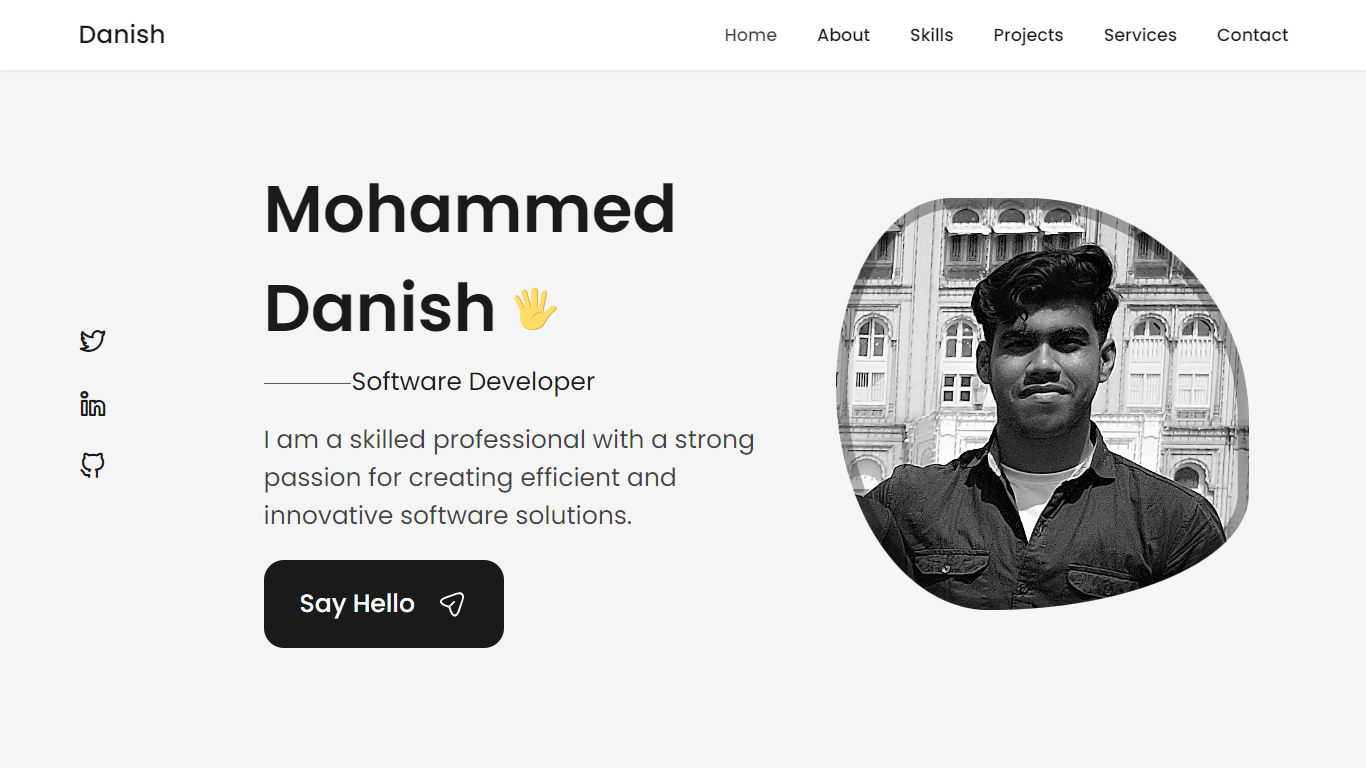 Danish
Home About Skills Projects Services Contact
Mohammed
Danish 🖐
Software Developer
I am a skilled professional with a strong
passion for creating efficient and
innovative software solutions.
Say Hello